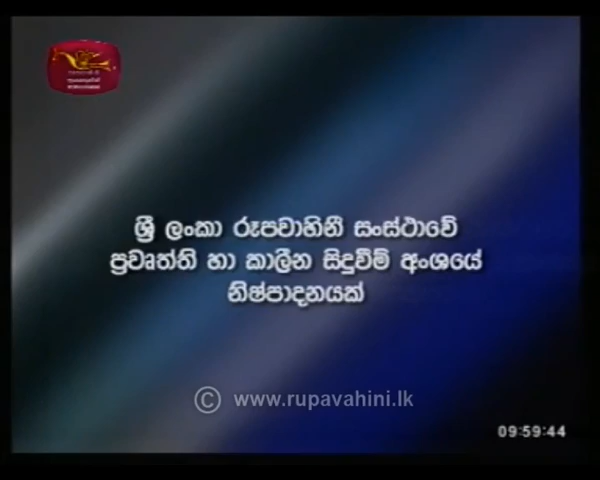 ශ්‍රී ලංකා රූපවාහිනී සංස්ථාවේ
ප්‍රවෘත්ති හා කාලීන සිදුවීම් අංශයේ
නිෂ්පාදනයක්
© www.rupavahini.lk
09:59:44